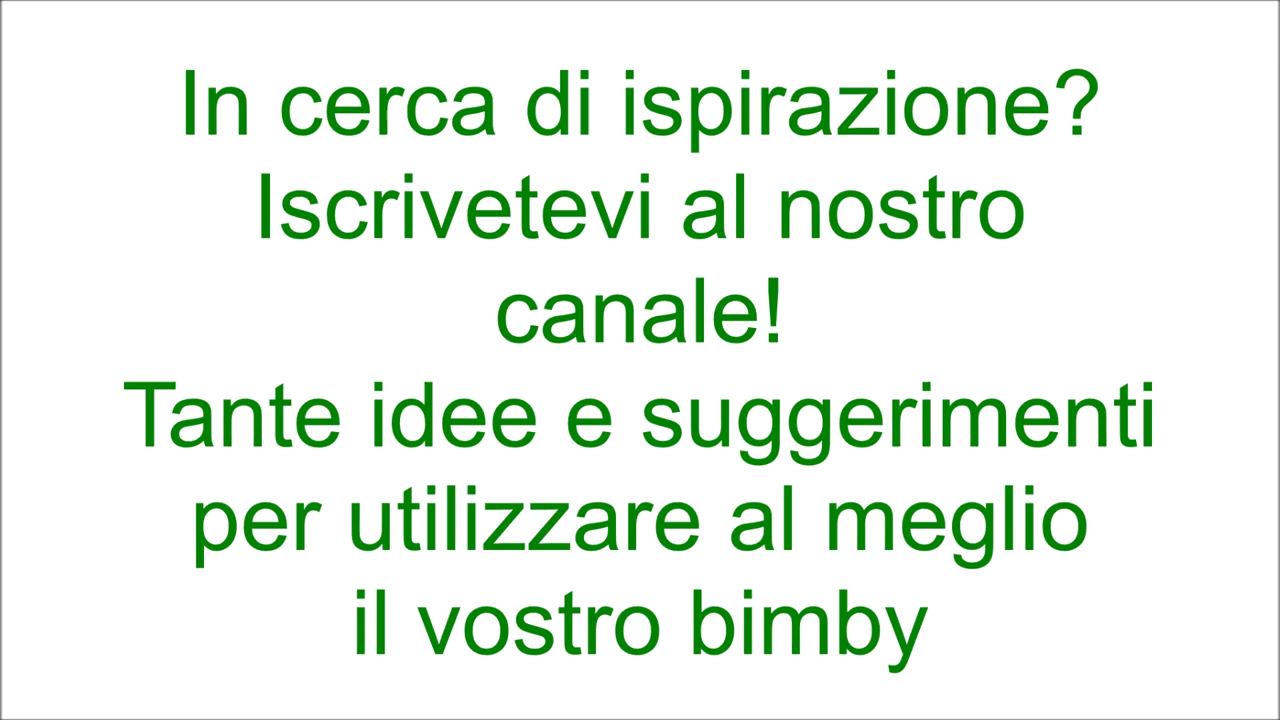 In cerca di ispirazione?
Iscrivetevi al nostro
canale!
Tante idee e suggerimenti
per utilizzare al meglio
il vostro bimby